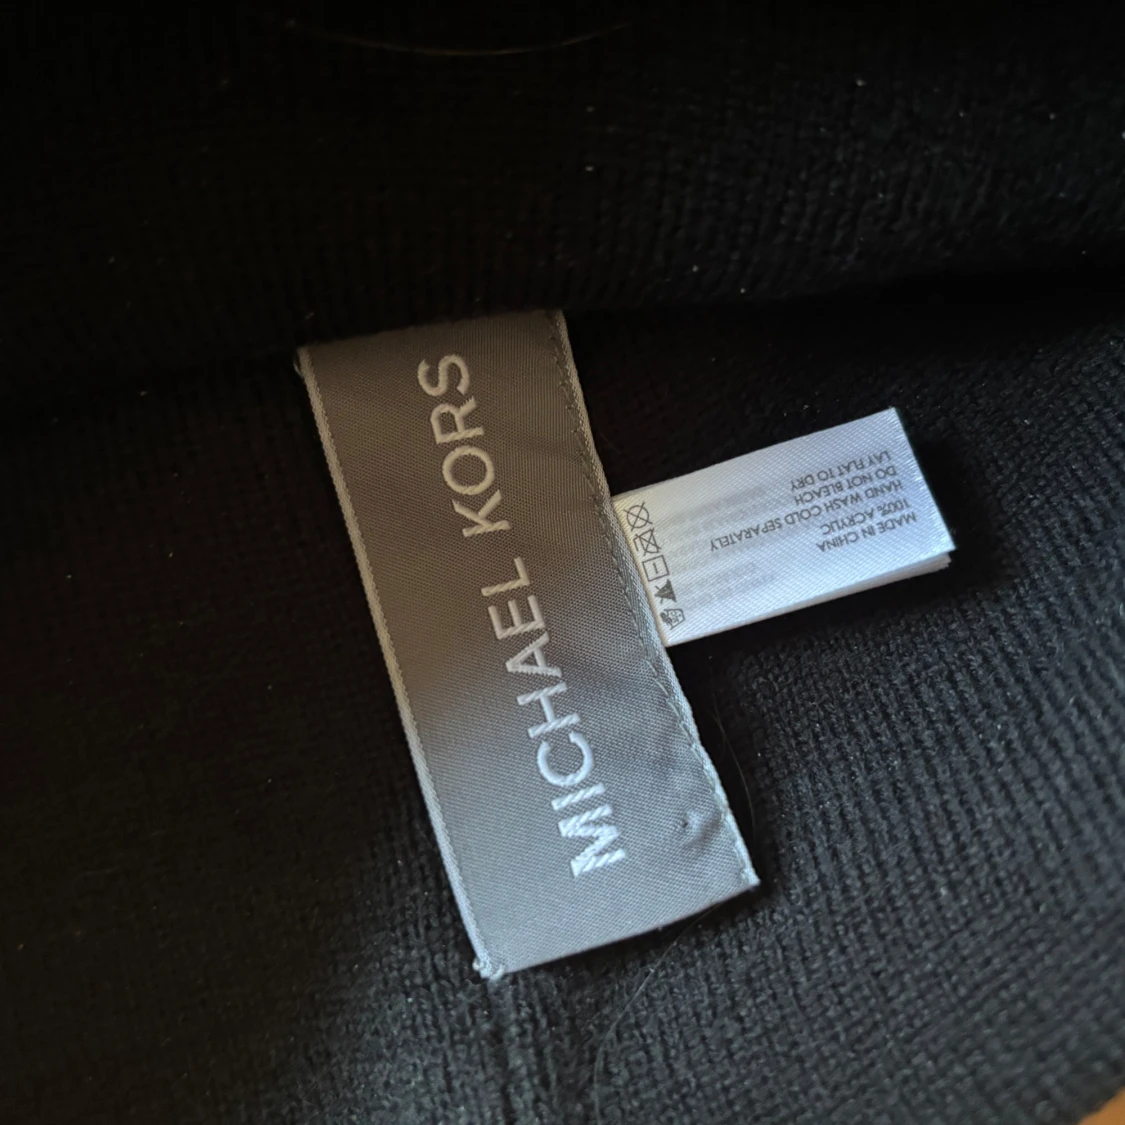 MICHAEL KORS
MADE IN CHINA
100% ACRYLIC
HAND WASH COLD SEPARATELY
DO NOT BLEACH
LAY FLAT TO DRY